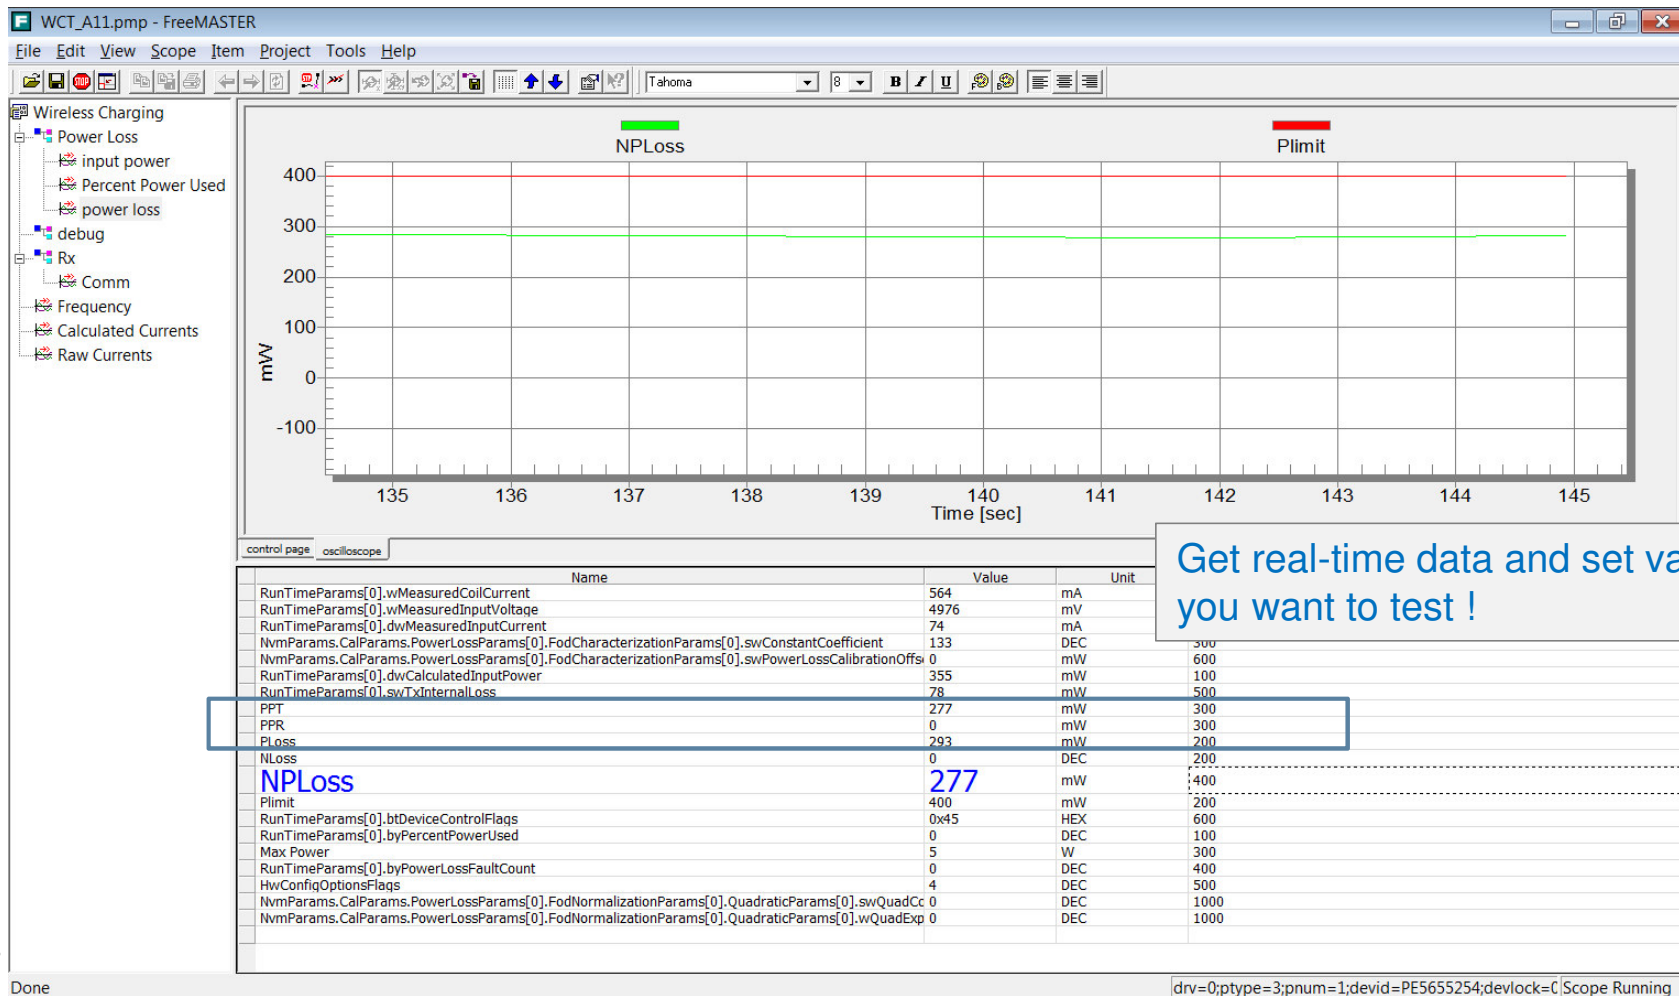 WCT_A11.pmp - FreeMASTER
File Edit View Scope Item Project Tools Help
STOP Tahoma 8 B I U
Wireless Charging
Power Loss
input power
Percent Power Used
power loss
debug
Rx
Comm
Frequency
Calculated Currents
Raw Currents
NPLoss Plimit
400
300
200
100
0
-100
mW
135 136 137 138 139 140 141 142 143 144 145
Time [sec]
control page oscilloscope
Get real-time data and set va
you want to test !
Name Value Unit
RunTimeParams[0].wMeasuredCoilCurrent 564 mA
RunTimeParams[0].wMeasuredInputVoltage 4976 mV
RunTimeParams[0].dwMeasuredInputCurrent 74 mA
NvmParams.CalParams.PowerLossParams[0].FodCharacterizationParams[0].swConstantCoefficient 133 DEC 300
NvmParams.CalParams.PowerLossParams[0].FodCharacterizationParams[0].swPowerLossCalibrationOffs 0 mW 600
RunTimeParams[0].dwCalculatedInputPower 355 mW 100
RunTimeParams[0].swTxInternalLoss 78 mW 500
PPT 277 mW 300
PPR 0 mW 300
PLoss 293 mW 200
NLoss 0 DEC 200
NPLoss 277 mW 400
Plimit 400 mW 200
RunTimeParams[0].btDeviceControlFlags 0x45 HEX 600
RunTimeParams[0].byPercentPowerUsed 0 DEC 100
Max Power 5 W 300
RunTimeParams[0].byPowerLossFaultCount 0 DEC 400
HwConfigOptionsFlags 4 DEC 500
NvmParams.CalParams.PowerLossParams[0].FodNormalizationParams[0].QuadraticParams[0].swQuadCo 0 DEC 1000
NvmParams.CalParams.PowerLossParams[0].FodNormalizationParams[0].QuadraticParams[0].wQuadExp 0 DEC 1000
Done drv=0;ptype=3;pnum=1;devid=PE5655254;devlock=0 Scope Running